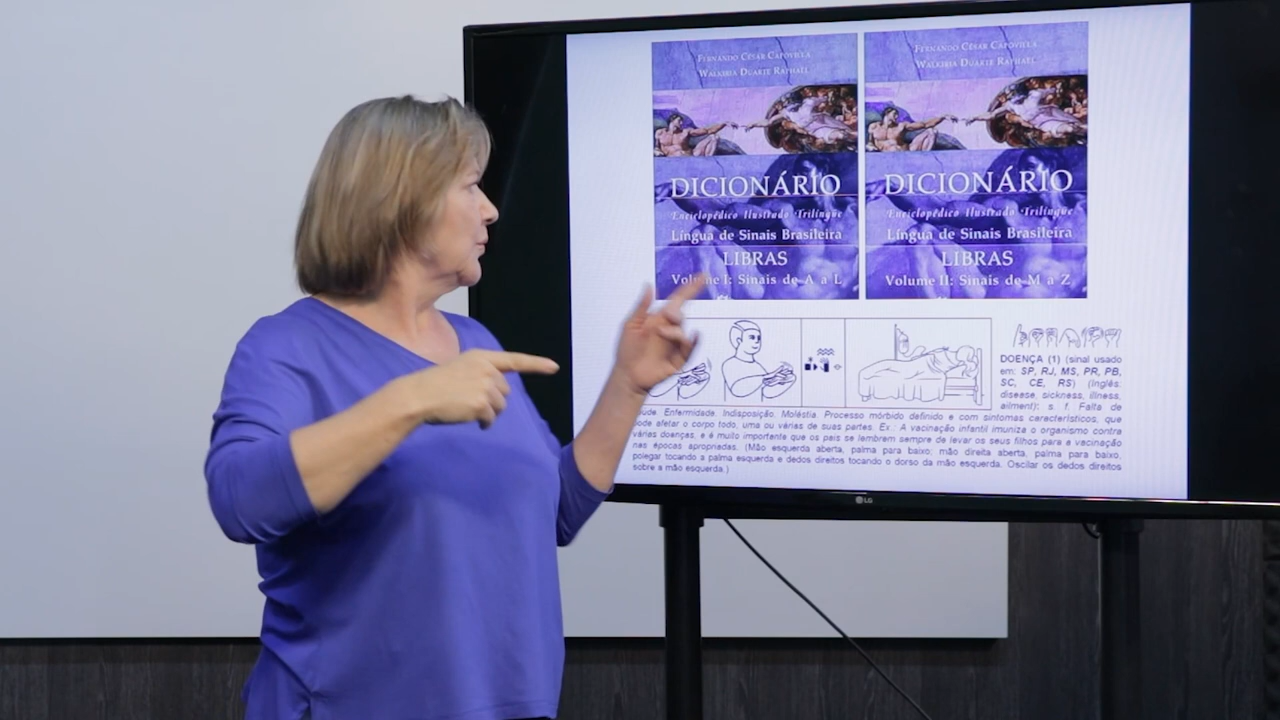 FERNANDO CÉSAR CAPOVILLA
WALKIRIA DUARTE RAPHAEL
DICIONÁRIO
Enciclopédico Ilustrado Trilíngüe
Língua de Sinais Brasileira
LIBRAS
Volume I: Sinais de A a L
FERNANDO CÉSAR CAPOVILLA
WALKIRIA DUARTE RAPHAEL
DICIONÁRIO
Enciclopédico Ilustrado Trilíngüe
Língua de Sinais Brasileira
LIBRAS
Volume II: Sinais de M a Z
DOENÇA (1) (sinal usado
em: SP, RJ, MS, PR, PB,
SC, CE, RS) (Inglês:
disease, sickness, illness,
ailment): s. f. Falta de
Enfermidade. Indisposição. Moléstia. Processo mórbido definido e com sintomas característicos, que
pode afetar o corpo todo, uma ou várias de suas partes. Ex.: A vacinação infantil imuniza o organismo contra
várias doenças, e é muito importante que os pais se lembrem sempre de levar os seus filhos para a vacinação
nas épocas apropriadas. (Mão esquerda aberta, palma para baixo; mão direita aberta, palma para baixo,
polegar tocando a palma esquerda e dedos direitos tocando o dorso da mão esquerda. Oscilar os dedos direitos
sobre a mão esquerda.)
LG